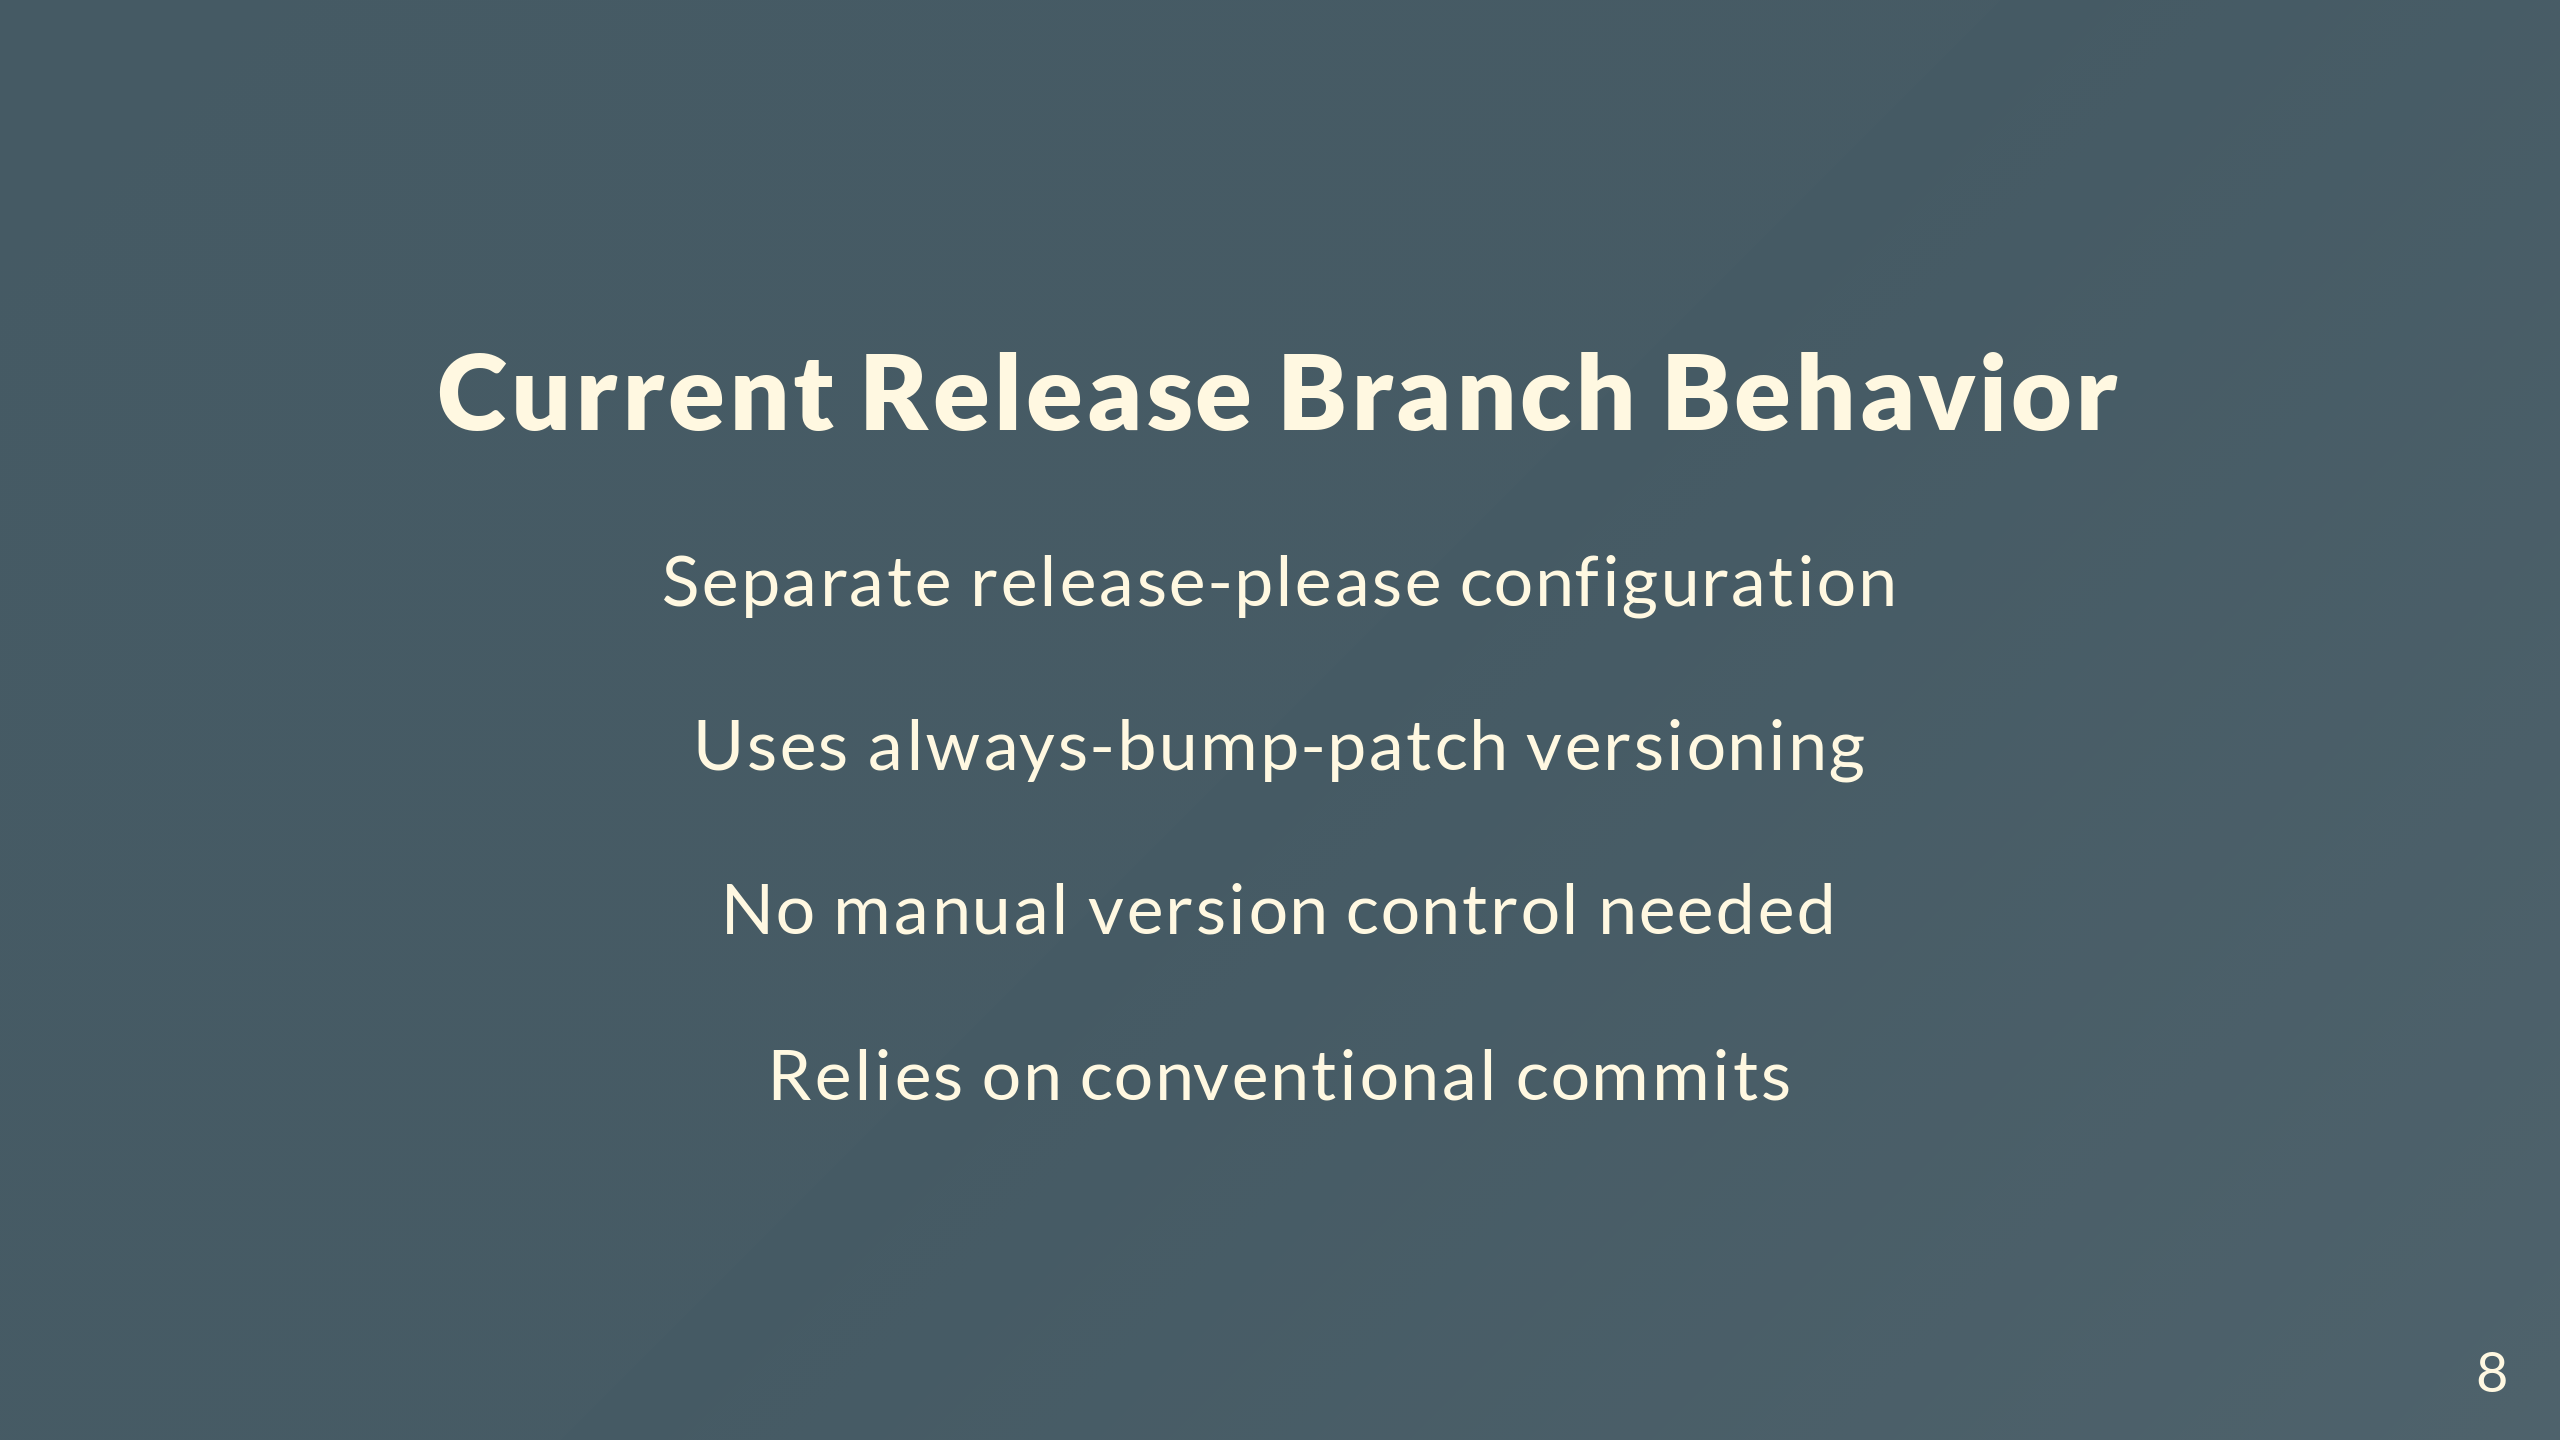 Current Release Branch Behavior
Separate release-please configuration
Uses always-bump-patch versioning
No manual version control needed
Relies on conventional commits
8